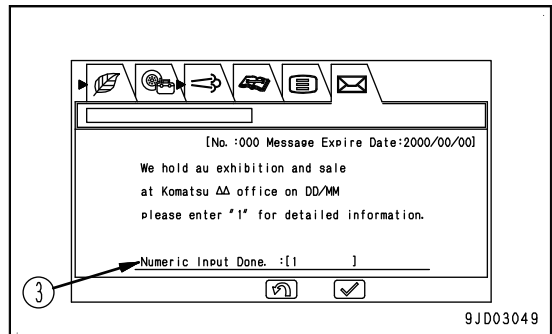 [No. :000 Message Expire Date:2000/00/00]
We hold au exhibition and sale
at Komatsu ΔΔ office on DD/MM
please enter "1" for detailed information.
Numeric Input Done. :[1 ]
3
9JD03049